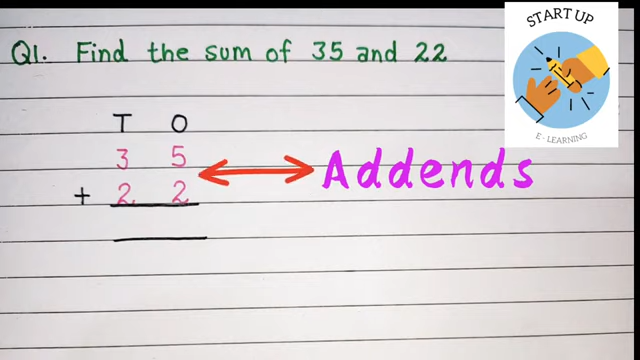 Q1. Find the sum of 35 and 22
START UP
E - LEARNING
T O
3 5
+ 2 2
Addends